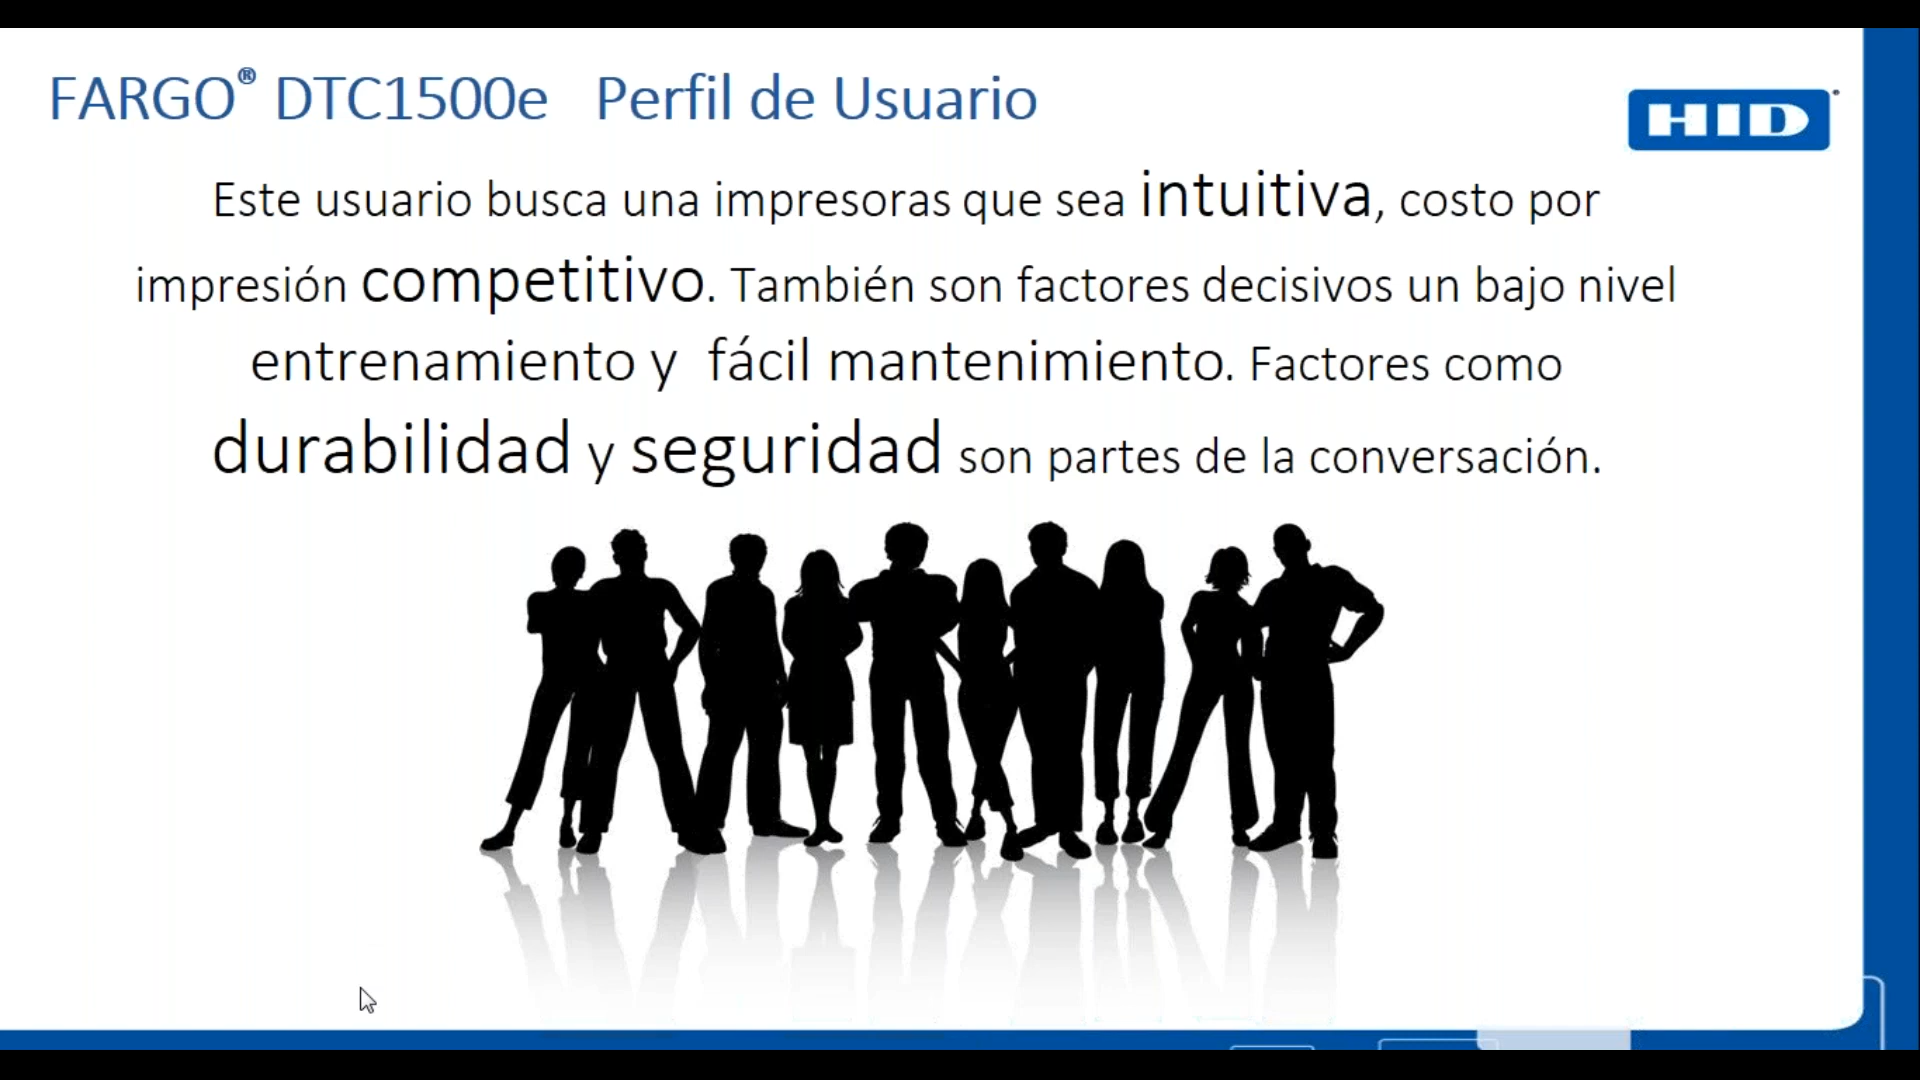 FARGO® DTC1500e Perfil de Usuario
HID
Este usuario busca una impresoras que sea intuitiva, costo por
impresión competitivo. También son factores decisivos un bajo nivel
entrenamiento y fácil mantenimiento. Factores como
durabilidad y seguridad son partes de la conversación.